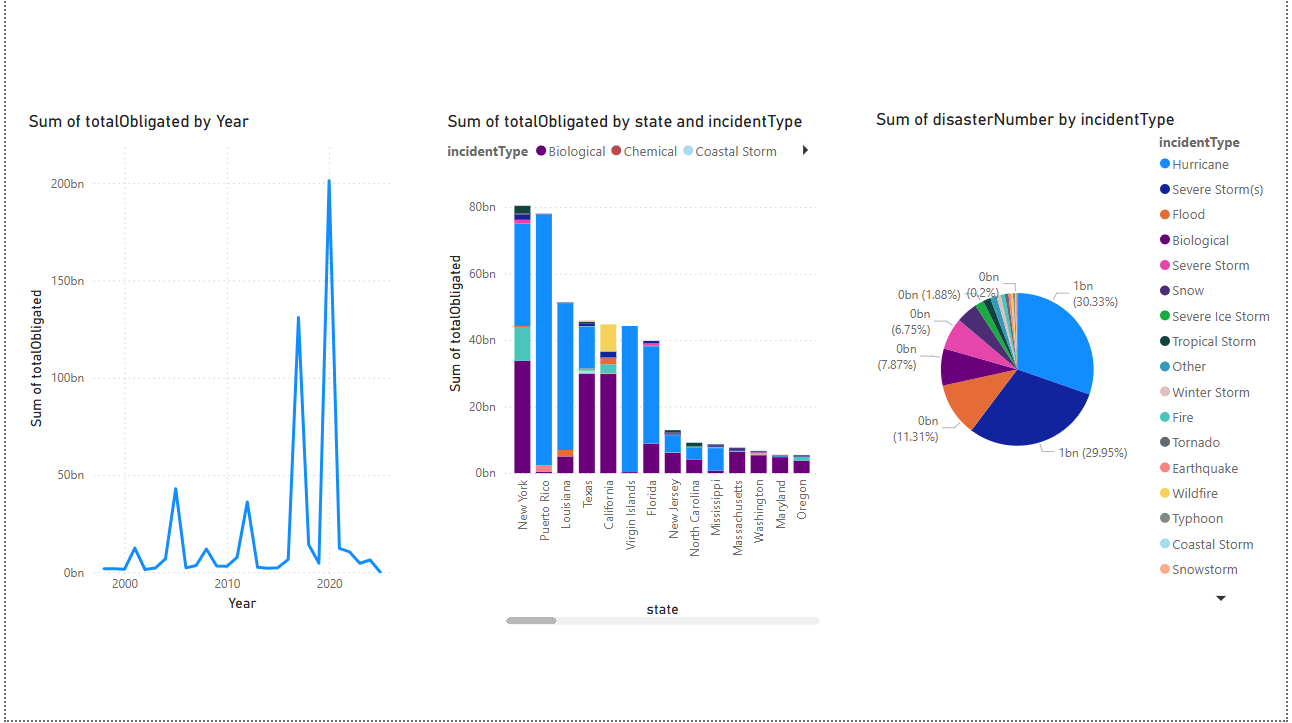 Sum of totalObligated by Year
Sum of totalObligated
200bn
150bn
100bn
50bn
0bn
2000
2010
2020
Year
Sum of totalObligated by state and incidentType
incidentType Biological Chemical Coastal Storm
Sum of totalObligated
80bn
60bn
40bn
20bn
0bn
New York
Puerto Rico
Louisiana
Texas
California
Virgin Islands
Florida
New Jersey
North Carolina
Mississippi
Massachusetts
Washington
Maryland
Oregon
state
Sum of disasterNumber by incidentType
0bn
(0.2%)
0bn (1.88%)
0bn
(6.75%)
0bn
(7.87%)
0bn
(11.31%)
1bn
(30.33%)
1bn (29.95%)
incidentType
Hurricane
Severe Storm(s)
Flood
Biological
Severe Storm
Snow
Severe Ice Storm
Tropical Storm
Other
Winter Storm
Fire
Tornado
Earthquake
Wildfire
Typhoon
Coastal Storm
Snowstorm